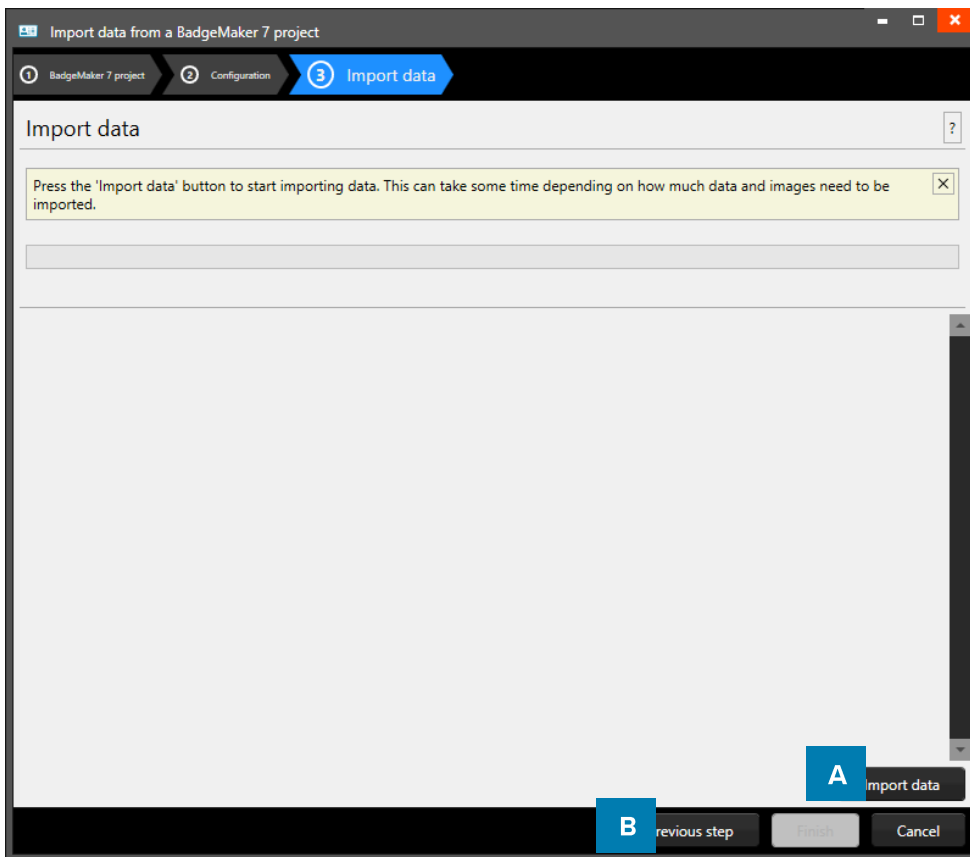 Import data from a BadgeMaker 7 project
1 BadgeMaker 7 project 2 Configuration 3 Import data
Import data ?
Press the 'Import data' button to start importing data. This can take some time depending on how much data and images need to be
imported.
A Import data
B revious step Finish Cancel